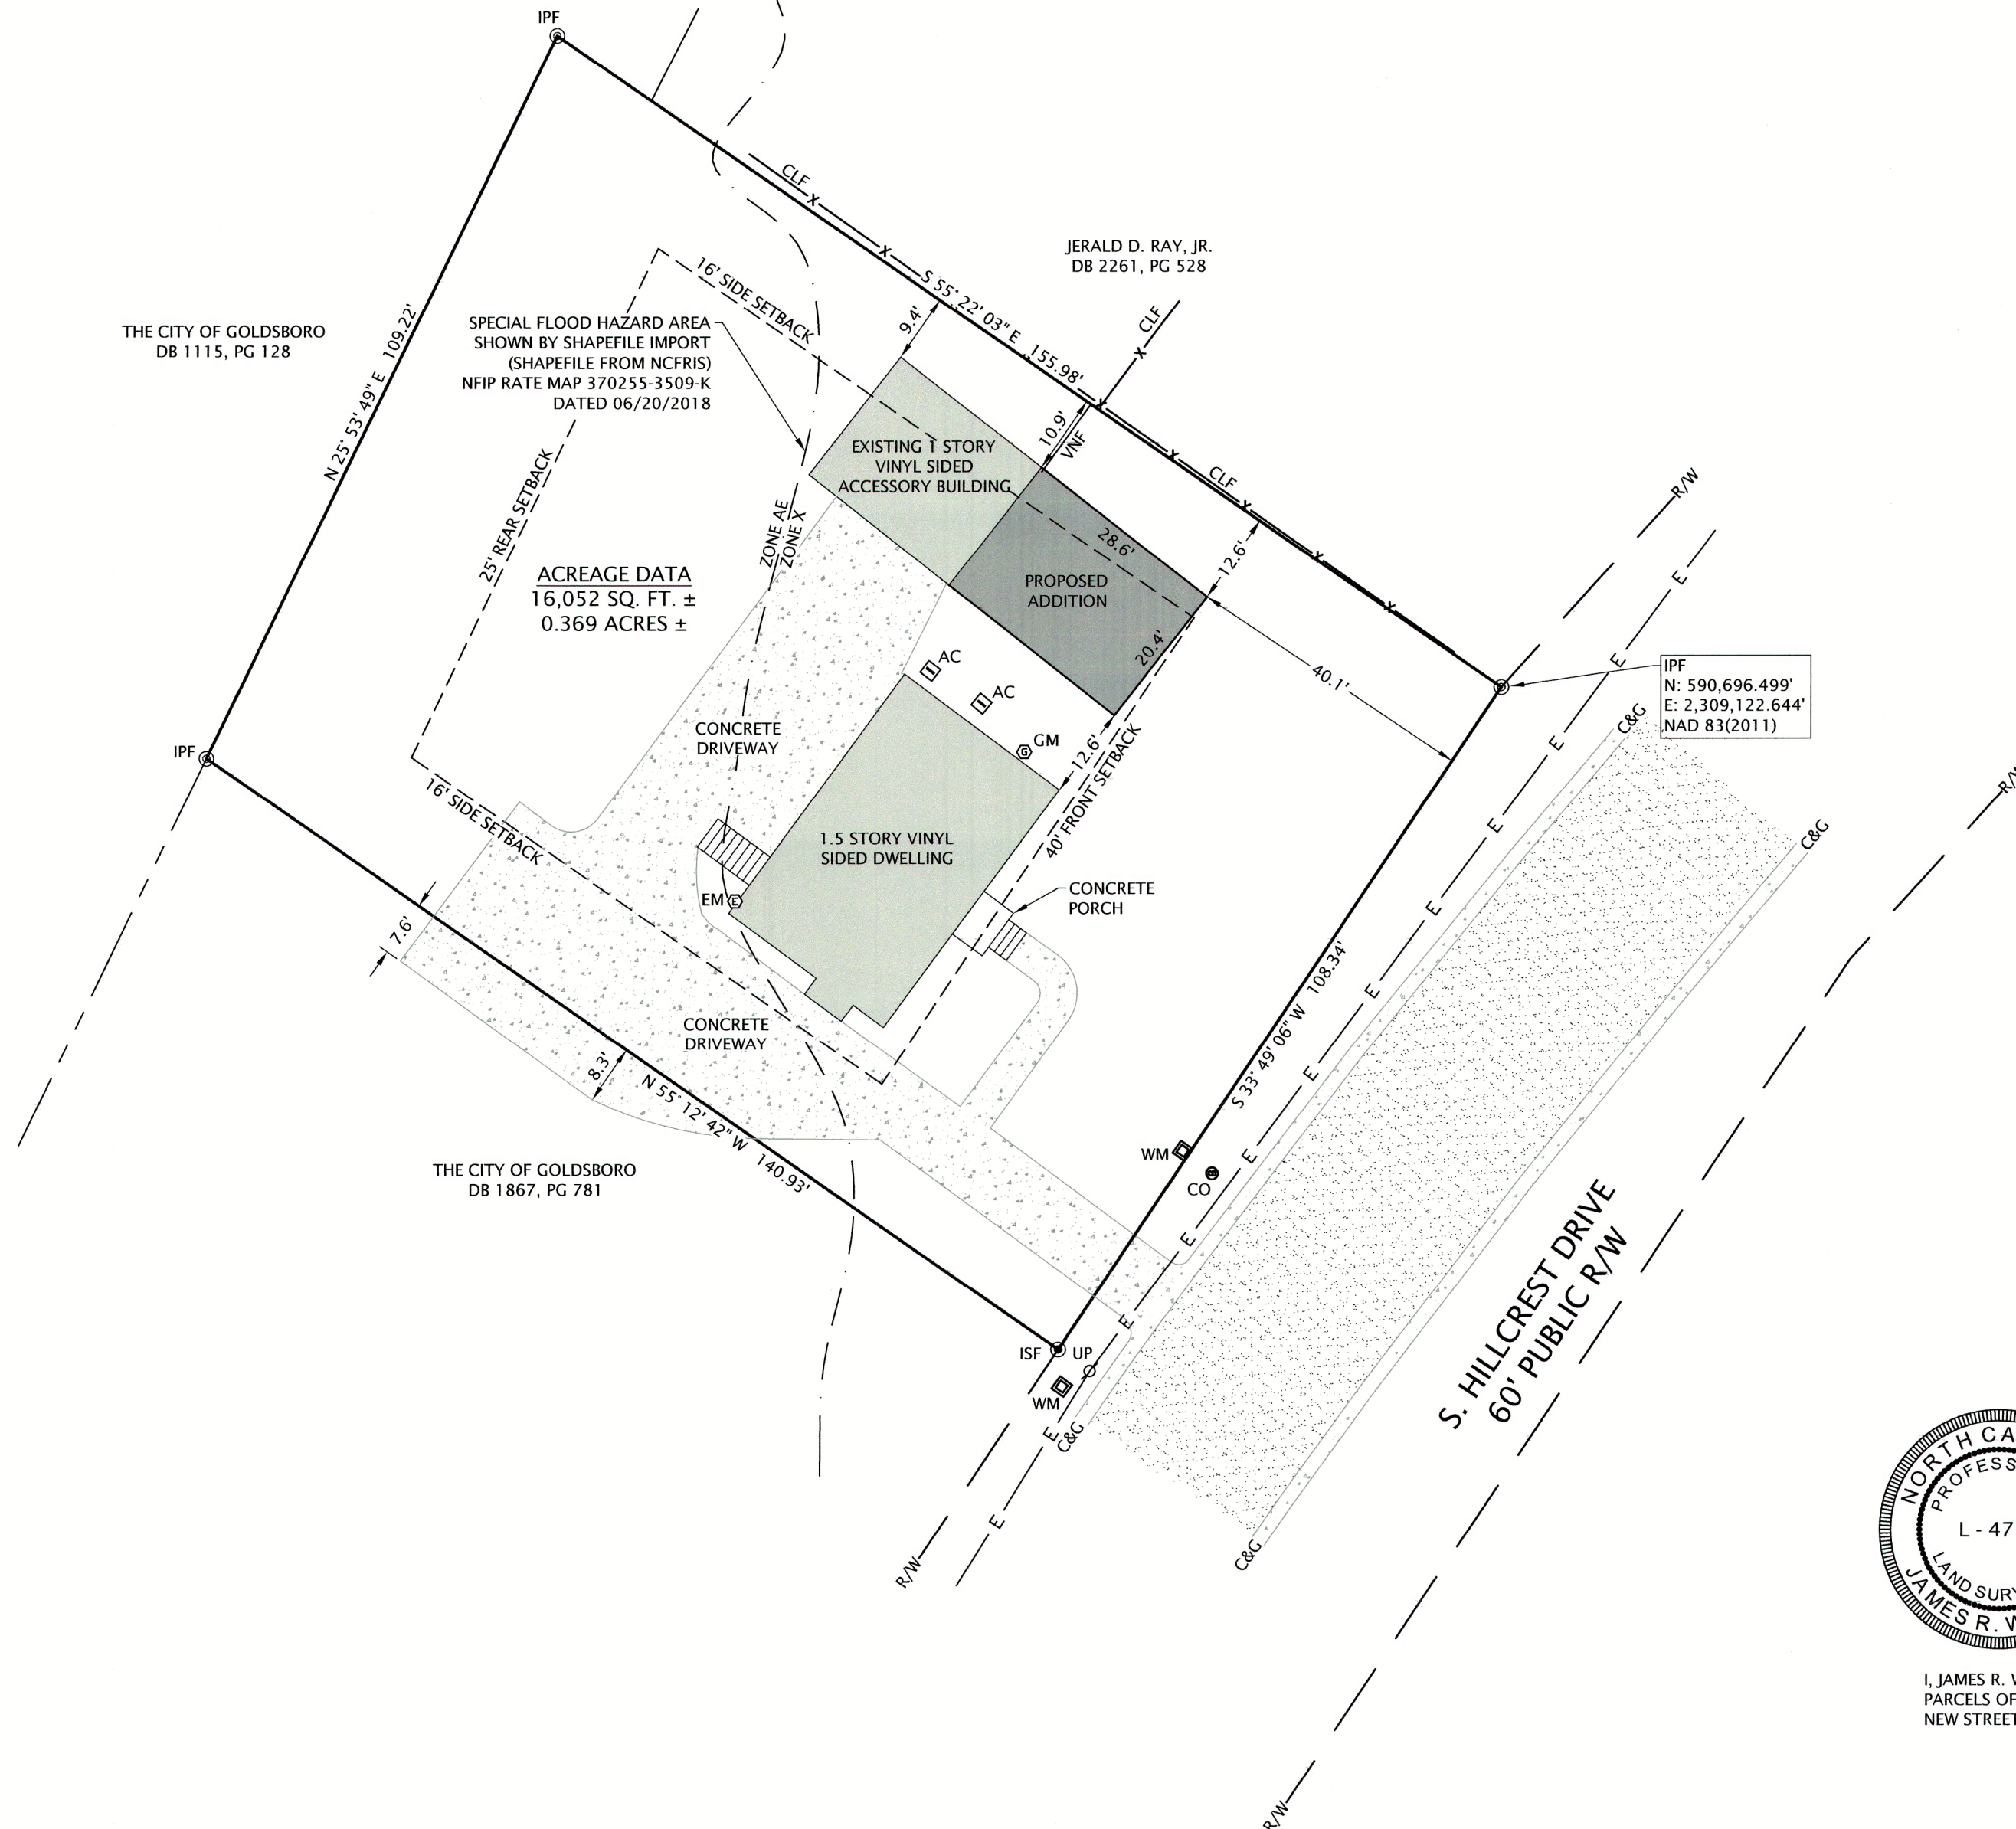 IPF
CLF
X
X
S 55° 22' 03" E 155.98'
JERALD D. RAY, JR.
DB 2261, PG 528
16' SIDE SETBACK
9.4'
CLF
X
THE CITY OF GOLDSBORO
DB 1115, PG 128
N 25° 53' 49" E 109.22'
SPECIAL FLOOD HAZARD AREA
SHOWN BY SHAPEFILE IMPORT
(SHAPEFILE FROM NCFRIS)
NFIP RATE MAP 370255-3509-K
DATED 06/20/2018
EXISTING 1 STORY
VINYL SIDED
ACCESSORY BUILDING
10.9'
VNF
X
X
CLF
X
X
X
R/W
25' REAR SETBACK
ZONE AE
ZONE X
28.6'
12.6'
ACREAGE DATA
16,052 SQ. FT. ±
0.369 ACRES ±
PROPOSED
ADDITION
20.4'
40.1'
E
E
IPF
N: 590,696.499'
E: 2,309,122.644'
NAD 83(2011)
AC
AC
GM
G
12.6'
40' FRONT SETBACK
CONCRETE
DRIVEWAY
C&G
E
R/W
IPF
16' SIDE SETBACK
1.5 STORY VINYL
SIDED DWELLING
E
C&G
EM
E
CONCRETE
PORCH
E
7.6'
E
S 33° 49' 06" W 108.34'
CONCRETE
DRIVEWAY
8.3'
N 55° 12' 42" W 140.93'
E
THE CITY OF GOLDSBORO
DB 1867, PG 781
WM
CO
E
E
S. HILLCREST DRIVE
60' PUBLIC R/W
E
ISF
UP
WM
E
C&G
E
R/W
C&G
R/W
NORTH CA
PROFESS
L - 47
LAND SUR
JAMES R. W
I, JAMES R. W
PARCELS OF
NEW STREET